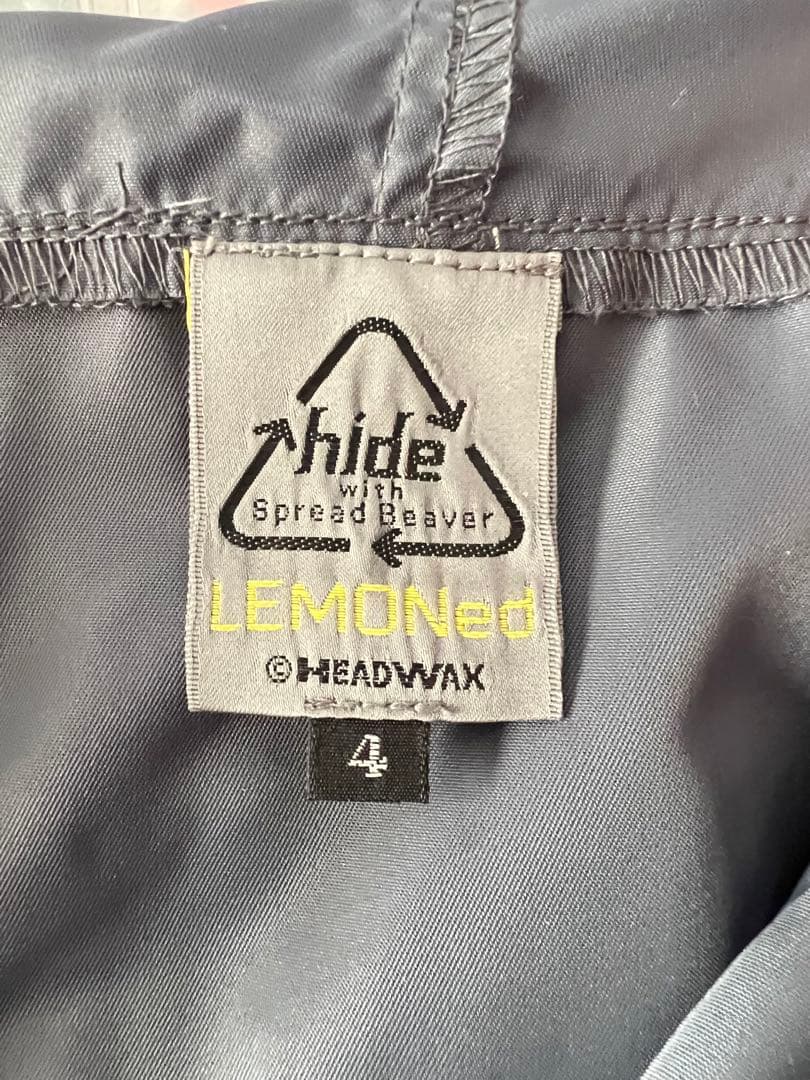 hide
with
Spread Beaver
LEMONed
©HEADWAX
4